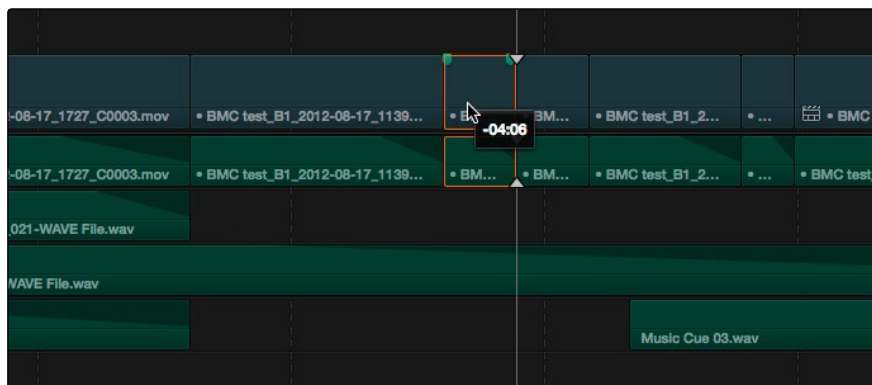 -08-17_1727_C0003.mov
• BMC test_B1_2012-08-17_1139...
• B
BM...
• BMC test_B1_2...
• ...
• BMC
-04:06
-08-17_1727_C0003.mov
• BMC test_B1_2012-08-17_1139...
• BM...
• BM...
• BMC test_B1_2...
• ...
• BMC test
_021-WAVE File.wav
WAVE File.wav
Music Cue 03.wav